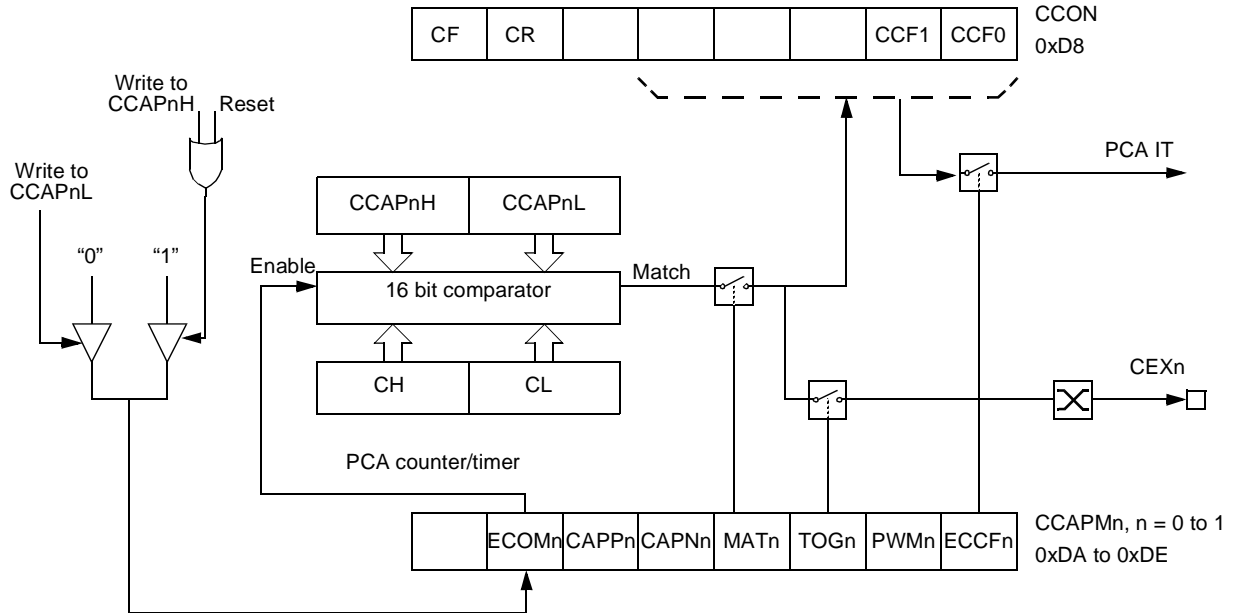 CF CR CCF1 CCF0 CCON
0xD8
Write to
CCAPnH Reset
PCA IT
Write to
CCAPnL
CCAPnH CCAPnL
“0” “1”
Enable
16 bit comparator
Match
CH CL
CEXn
PCA counter/timer
ECOMn CAPPn CAPNn MATn TOGn PWMn ECCFn
CCAPMn, n = 0 to 1
0xDA to 0xDE